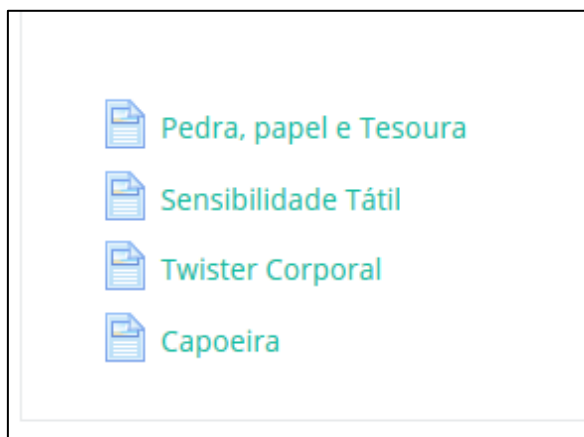 Pedra, papel e Tesoura
Sensibilidade Tátil
Twister Corporal
Capoeira